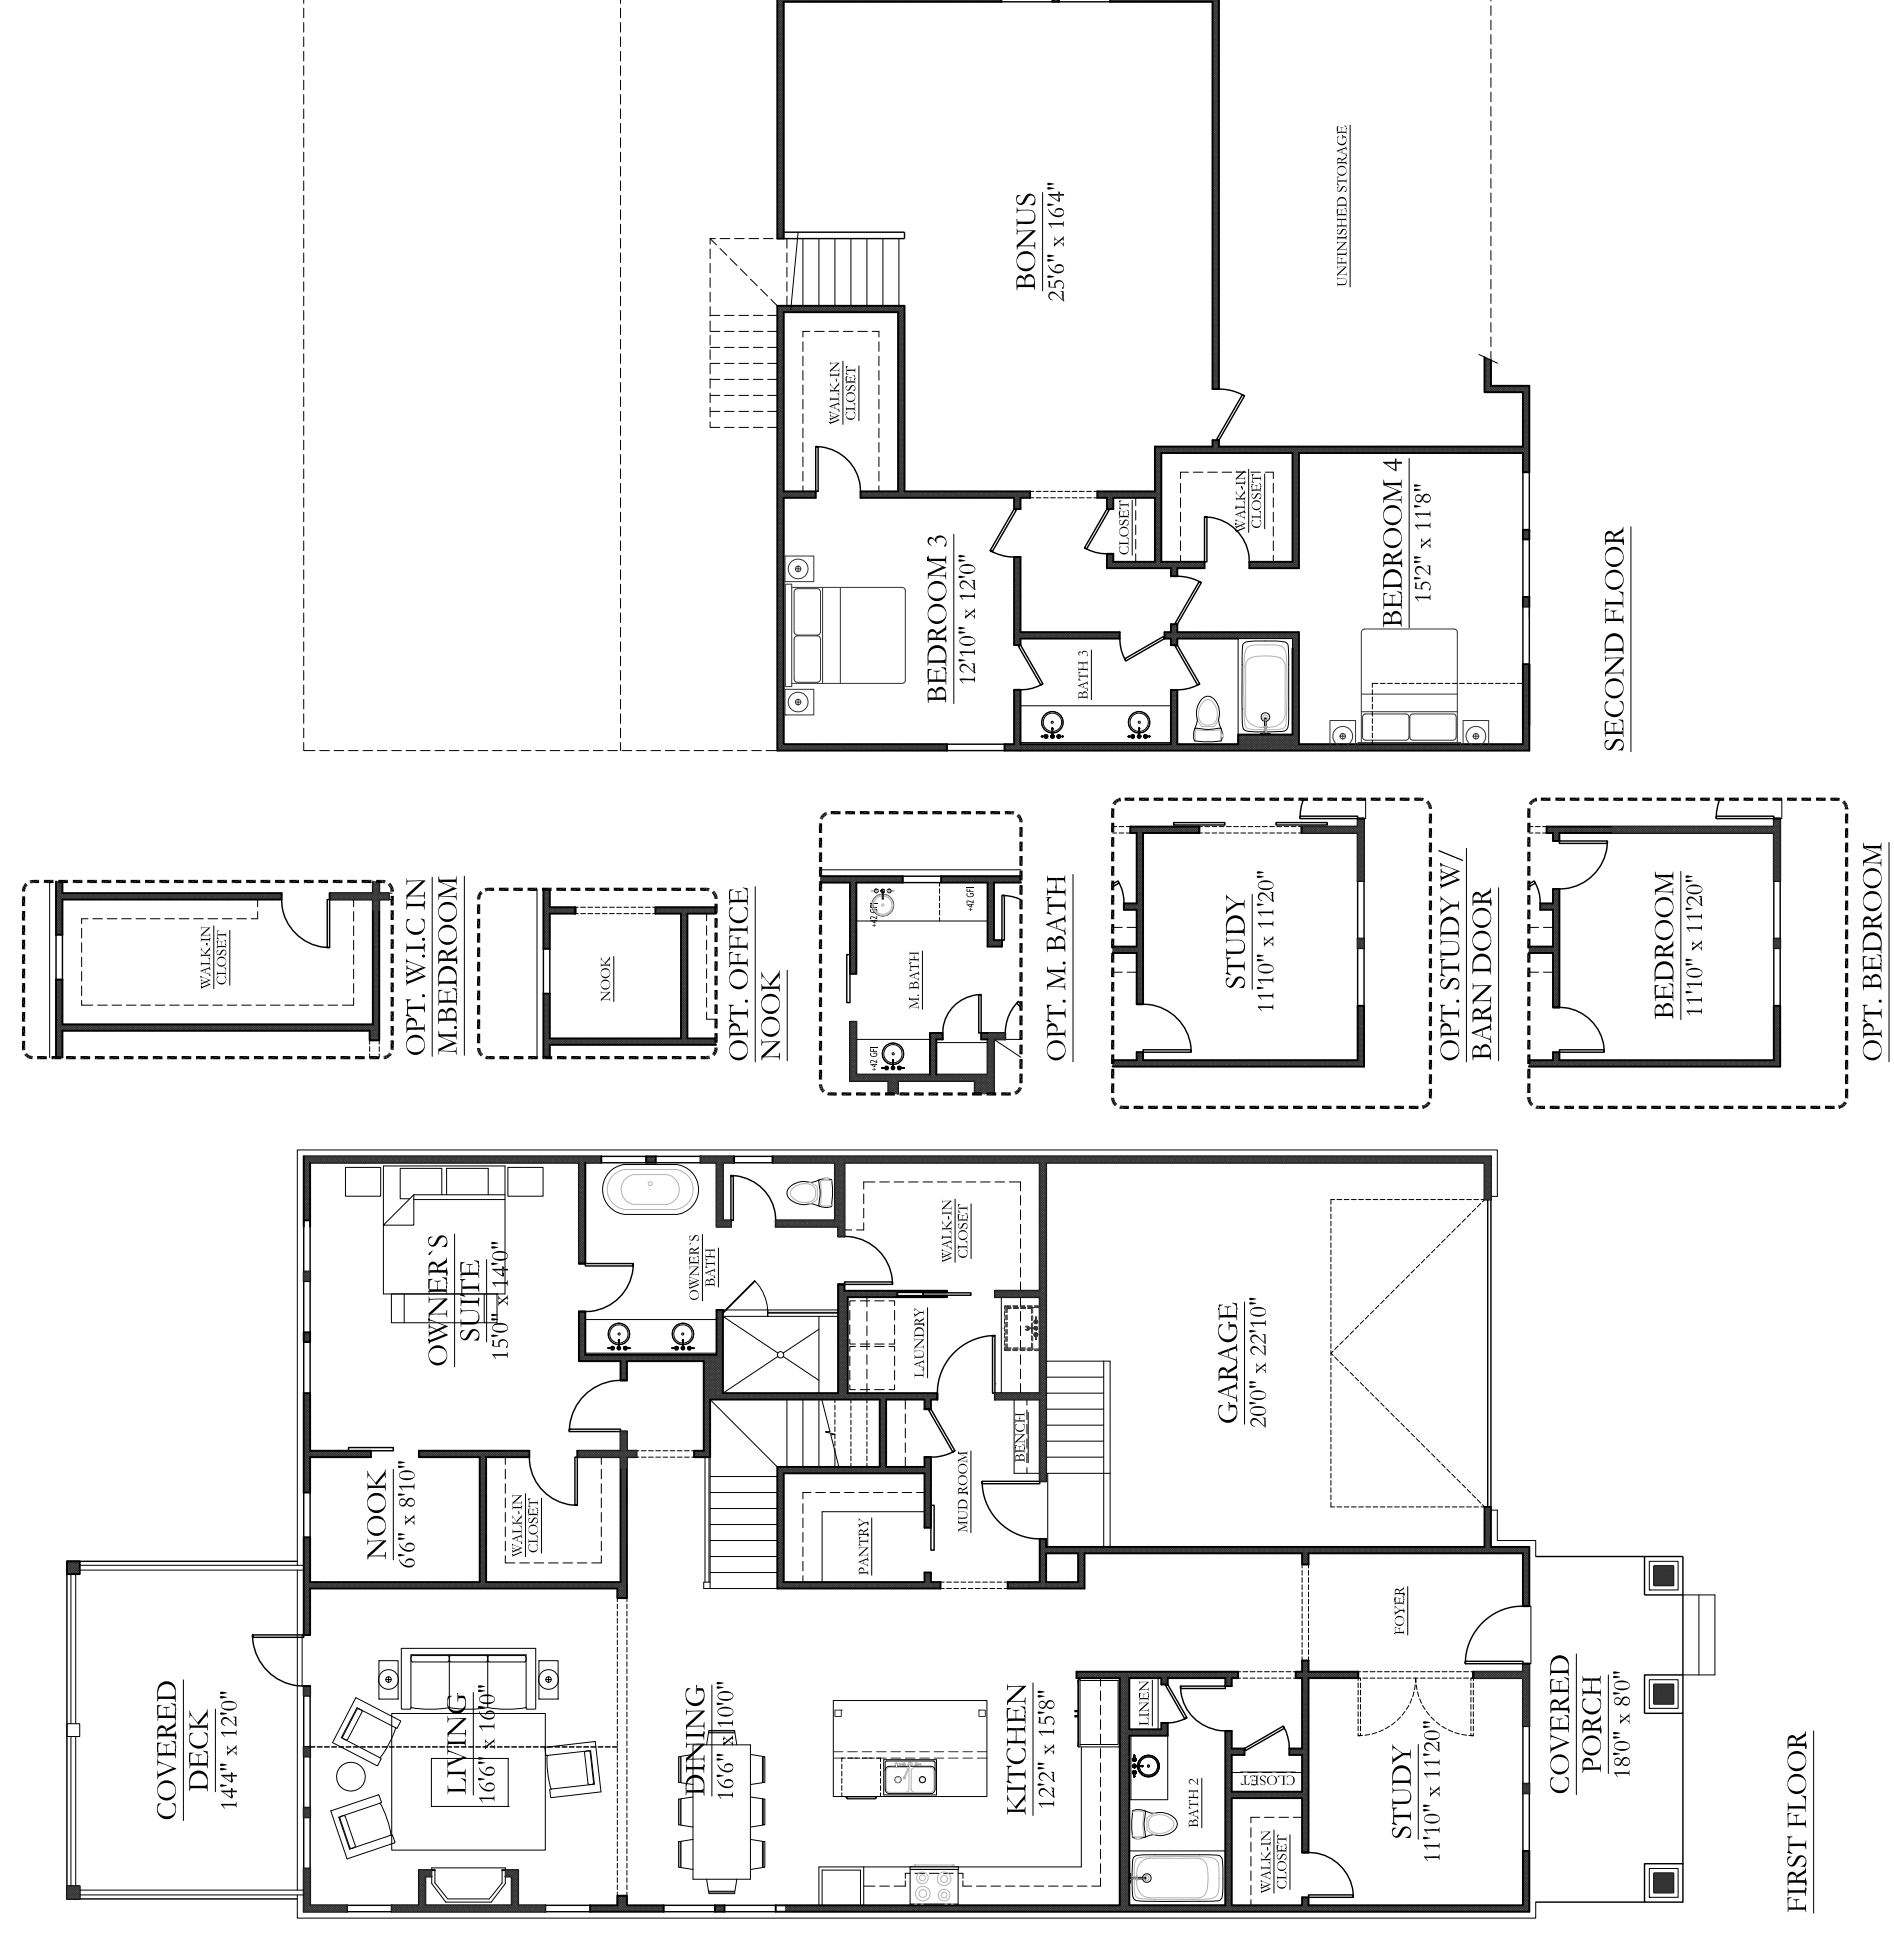 COVERED
DECK
14'4" x 12'0"
LIVING
16'6" x 16'0"
NOOK
6'6" x 8'10"
WALK-IN
CLOSET
OWNER`S
SUITE
15'0" x 14'0"
OWNER'S
BATH
WALK-IN
CLOSET
LAUNDRY
DINING
16'6" x 10'0"
PANTRY
MUD ROOM
BENCH
KITCHEN
12'2" x 15'8"
GARAGE
20'0" x 22'10"
LINEN
BATH 2
CLOSET
WALK-IN
CLOSET
FOYER
STUDY
11'10" x 11'20"
COVERED
PORCH
18'0" x 8'0"
FIRST FLOOR
WALK-IN
CLOSET
OPT. W.I.C IN
M.BEDROOM
NOOK
OPT. OFFICE
NOOK
+42 GFI
+42 GFI
+42 GFI
M. BATH
OPT. M. BATH
STUDY
11'10" x 11'20"
OPT. STUDY W/
BARN DOOR
BEDROOM
11'10" x 11'20"
OPT. BEDROOM
WALK-IN
CLOSET
BONUS
25'6" x 16'4"
UNFINISHED STORAGE
BEDROOM 3
12'10" x 12'0"
CLOSET
WALK-IN
CLOSET
BATH 3
BEDROOM 4
15'2" x 11'8"
SECOND FLOOR